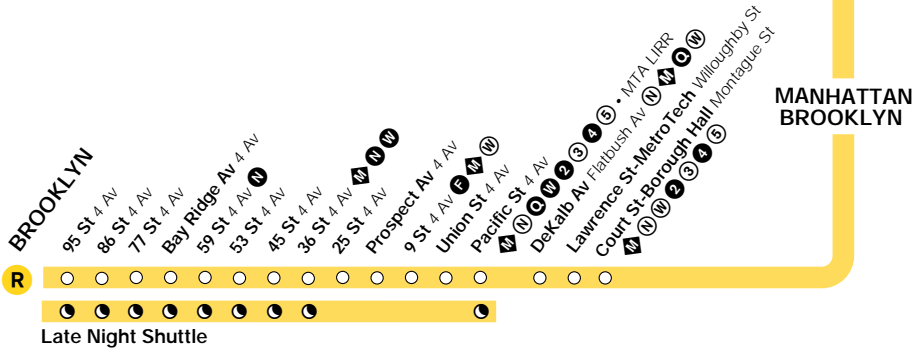 MANHATTAN
BROOKLYN
BROOKLYN
95 St 4 Av
86 St 4 Av
77 St 4 Av
Bay Ridge Av 4 Av
59 St 4 Av N
53 St 4 Av
45 St 4 Av
36 St 4 Av M N W
25 St 4 Av
Prospect Av 4 Av
9 St 4 Av F M W
Union St 4 Av
Pacific St 4 Av
M N Q W 2 3 4 5 • MTA LIRR
DeKalb Av Flatbush Av N M Q W
Lawrence St-MetroTech Willoughby St
Court St-Borough Hall Montague St
M N W 2 3 4 5
R
Late Night Shuttle